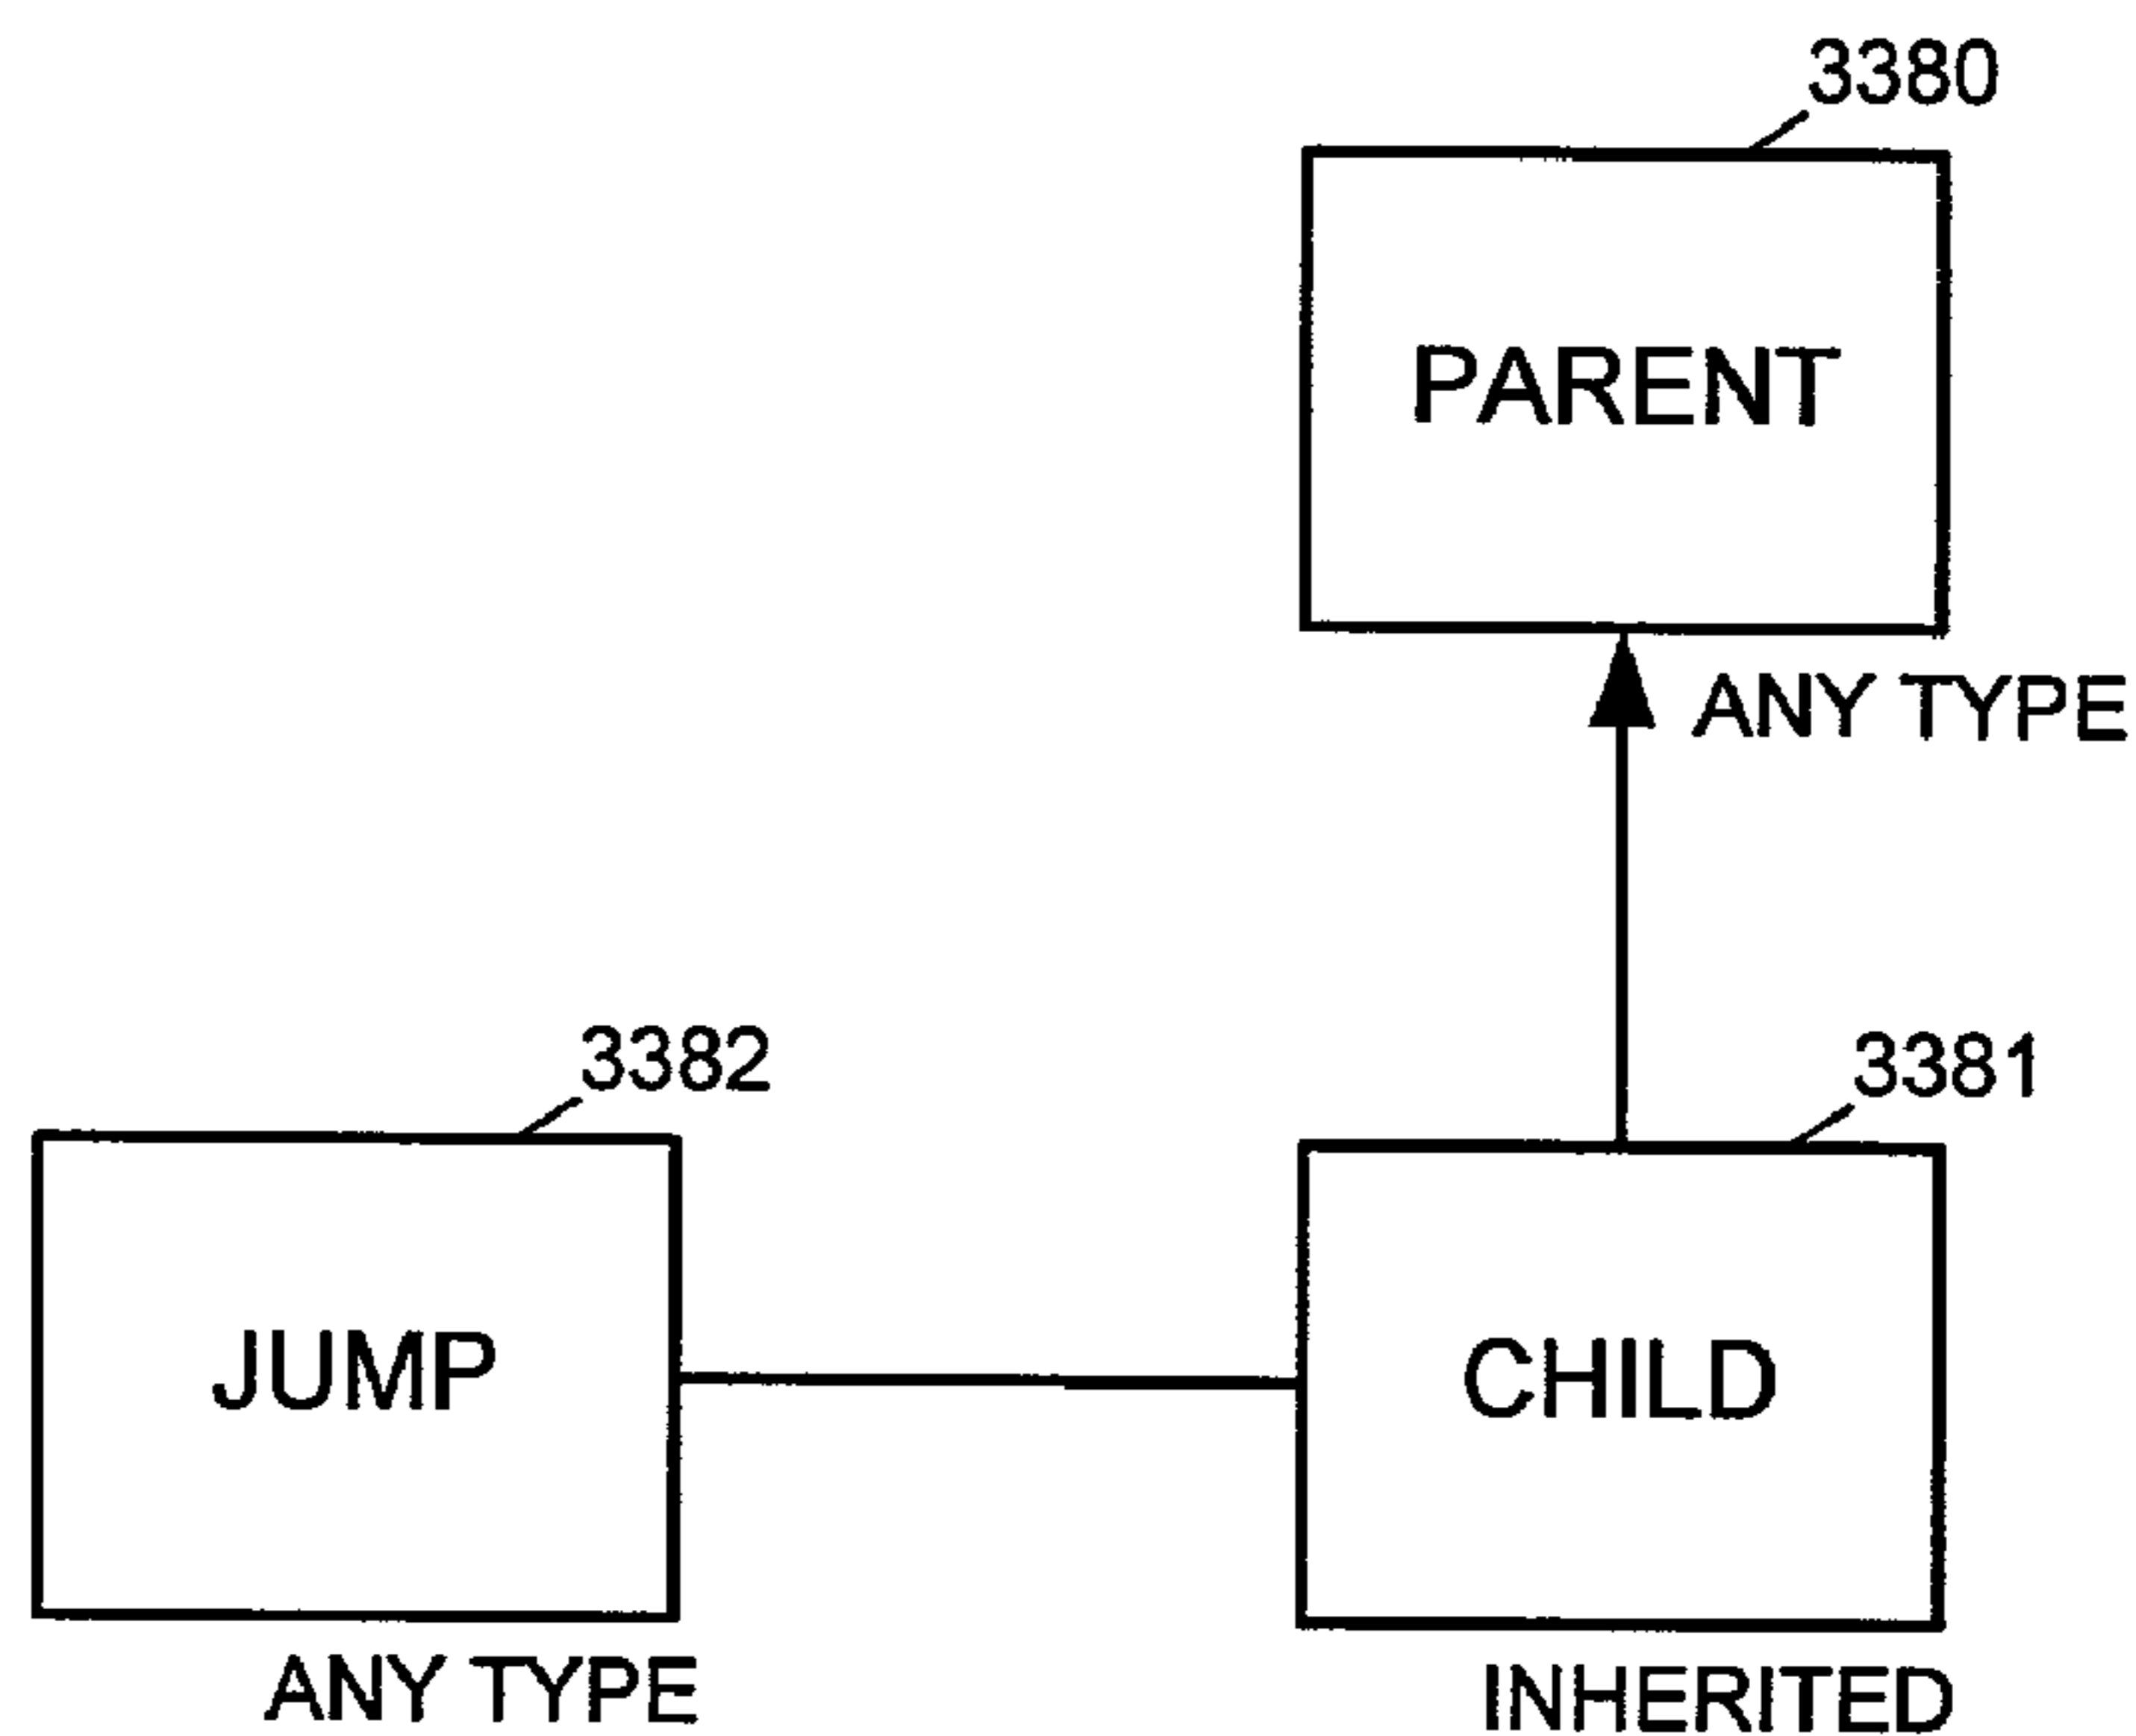 3380
PARENT
ANY TYPE
3382
3381
JUMP
CHILD
ANY TYPE
INHERITED